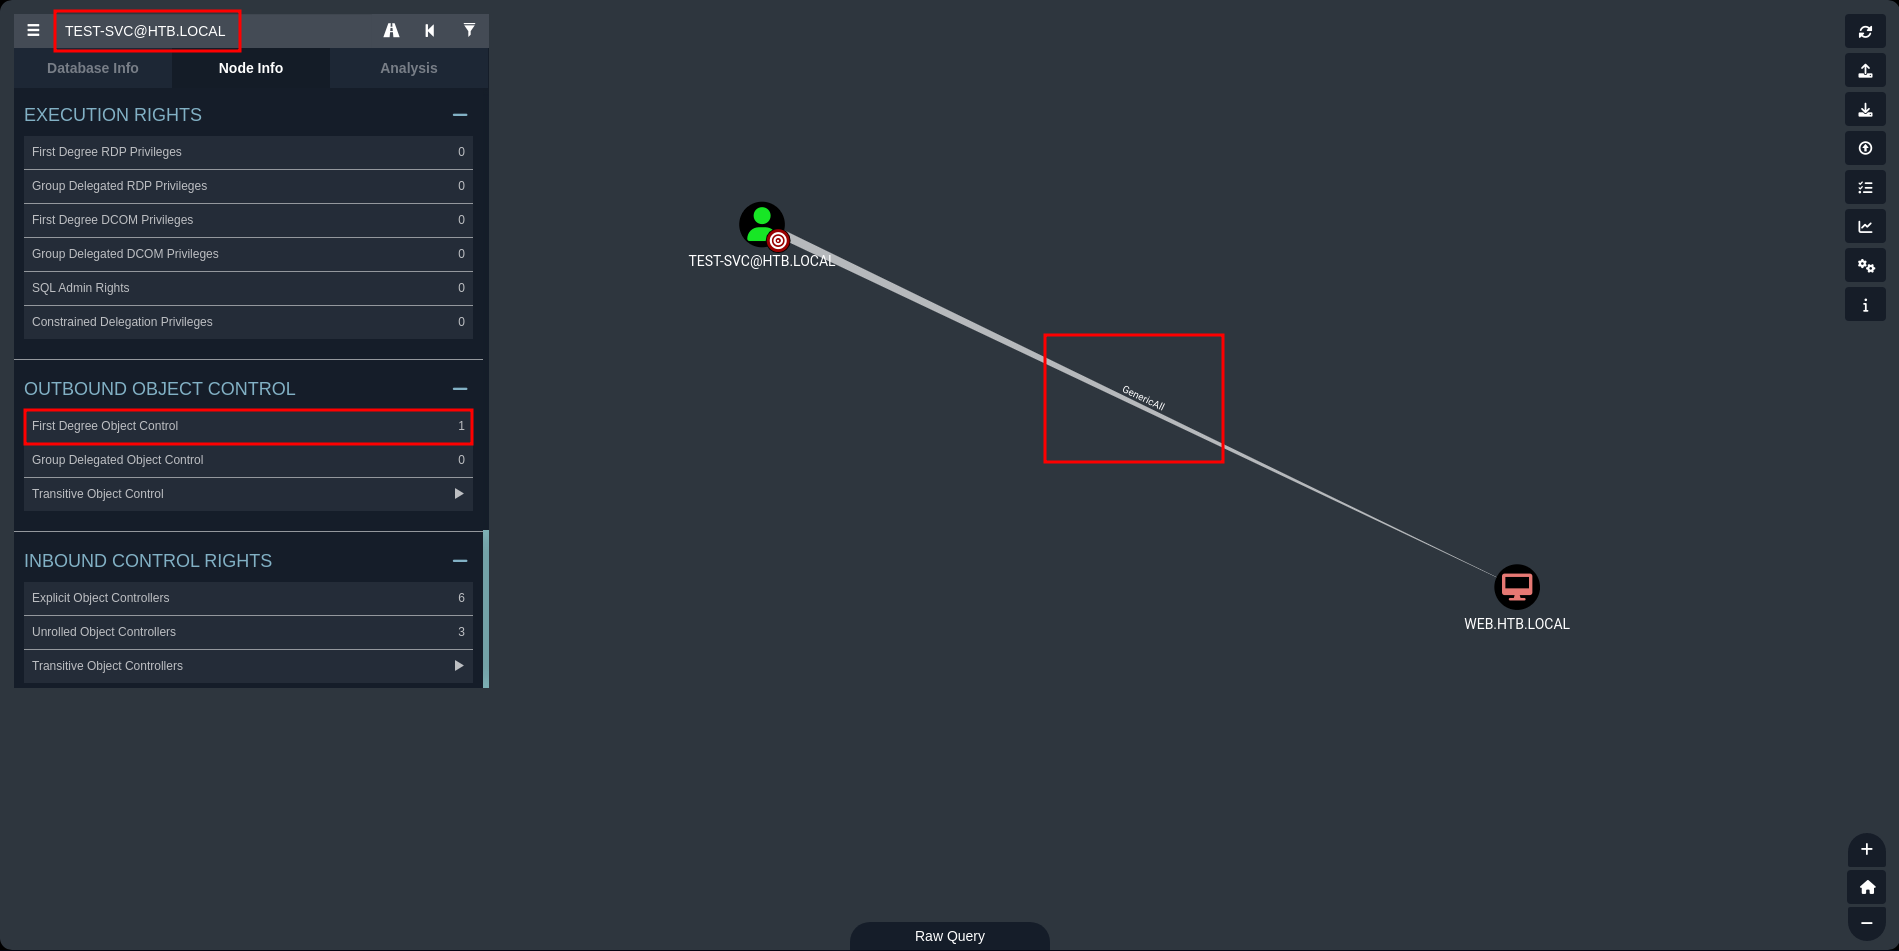 TEST-SVC@HTB.LOCAL
Database Info
Node Info
Analysis
EXECUTION RIGHTS
First Degree RDP Privileges 0
Group Delegated RDP Privileges 0
First Degree DCOM Privileges 0
Group Delegated DCOM Privileges 0
SQL Admin Rights 0
Constrained Delegation Privileges 0
OUTBOUND OBJECT CONTROL
First Degree Object Control 1
Group Delegated Object Control 0
Transitive Object Control
INBOUND CONTROL RIGHTS
Explicit Object Controllers 6
Unrolled Object Controllers 3
Transitive Object Controllers
TEST-SVC@HTB.LOCAL
GenericAll
WEB.HTB.LOCAL
Raw Query